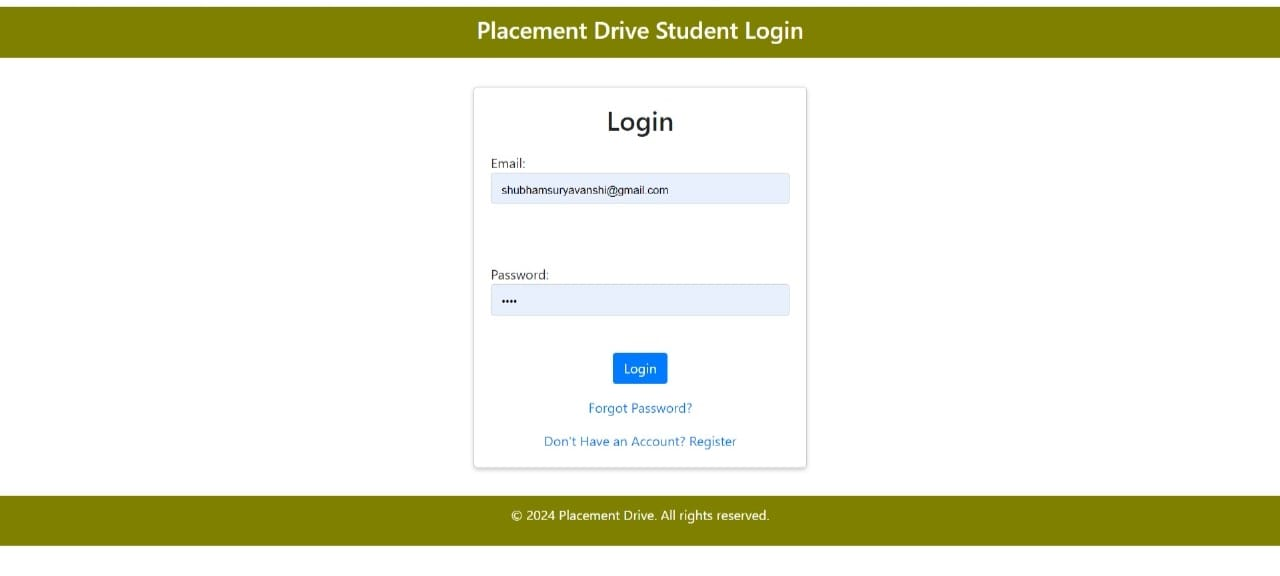 Placement Drive Student Login
Login
Email:
shubhamsuryavanshi@gmail.com
Password:
••••
Login
Forgot Password?
Don't Have an Account? Register
© 2024 Placement Drive. All rights reserved.